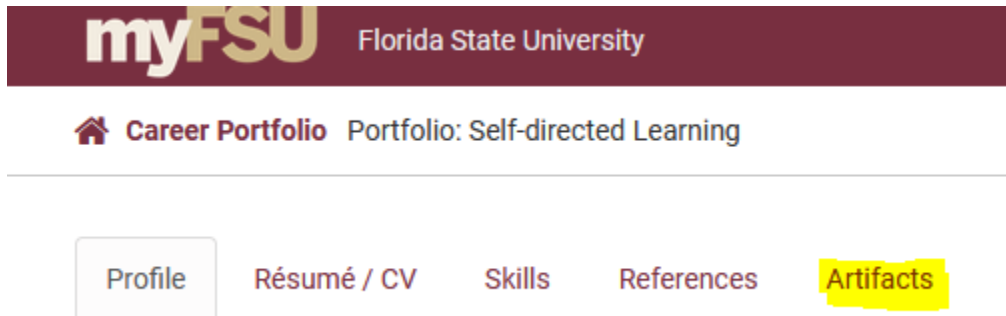 myFSU Florida State University
Career Portfolio Portfolio: Self-directed Learning
Profile Résumé / CV Skills References Artifacts